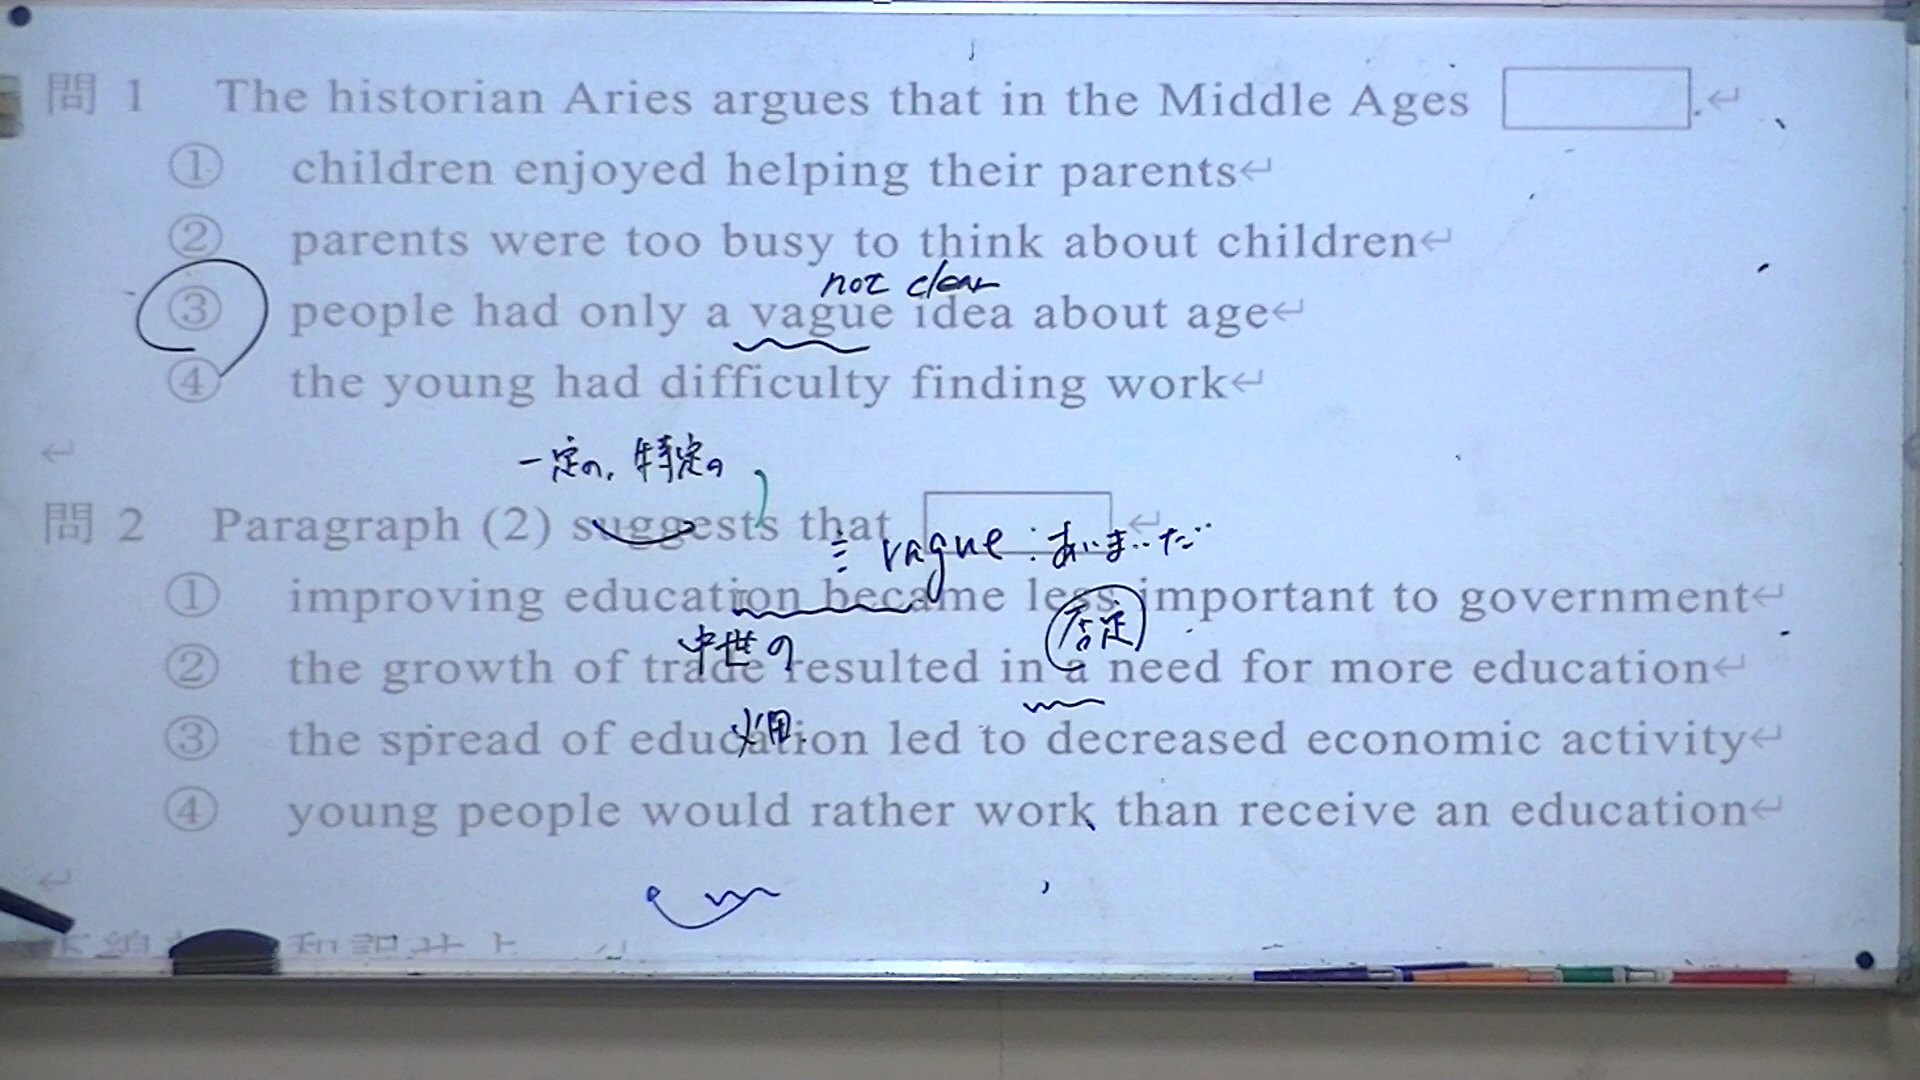 問 1 The historian Aries argues that in the Middle Ages .↵
① children enjoyed helping their parents↵
② parents were too busy to think about children↵
not clear
③ people had only a vague idea about age↵
④ the young had difficulty finding work↵
↵
一定の, 特定の
問 2 Paragraph (2) suggests that ↵
vague : あいまいだ
① improving education became less important to government↵
中世の 否定
② the growth of trade resulted in a need for more education↵
③ the spread of education led to decreased economic activity↵
④ young people would rather work than receive an education↵
↵